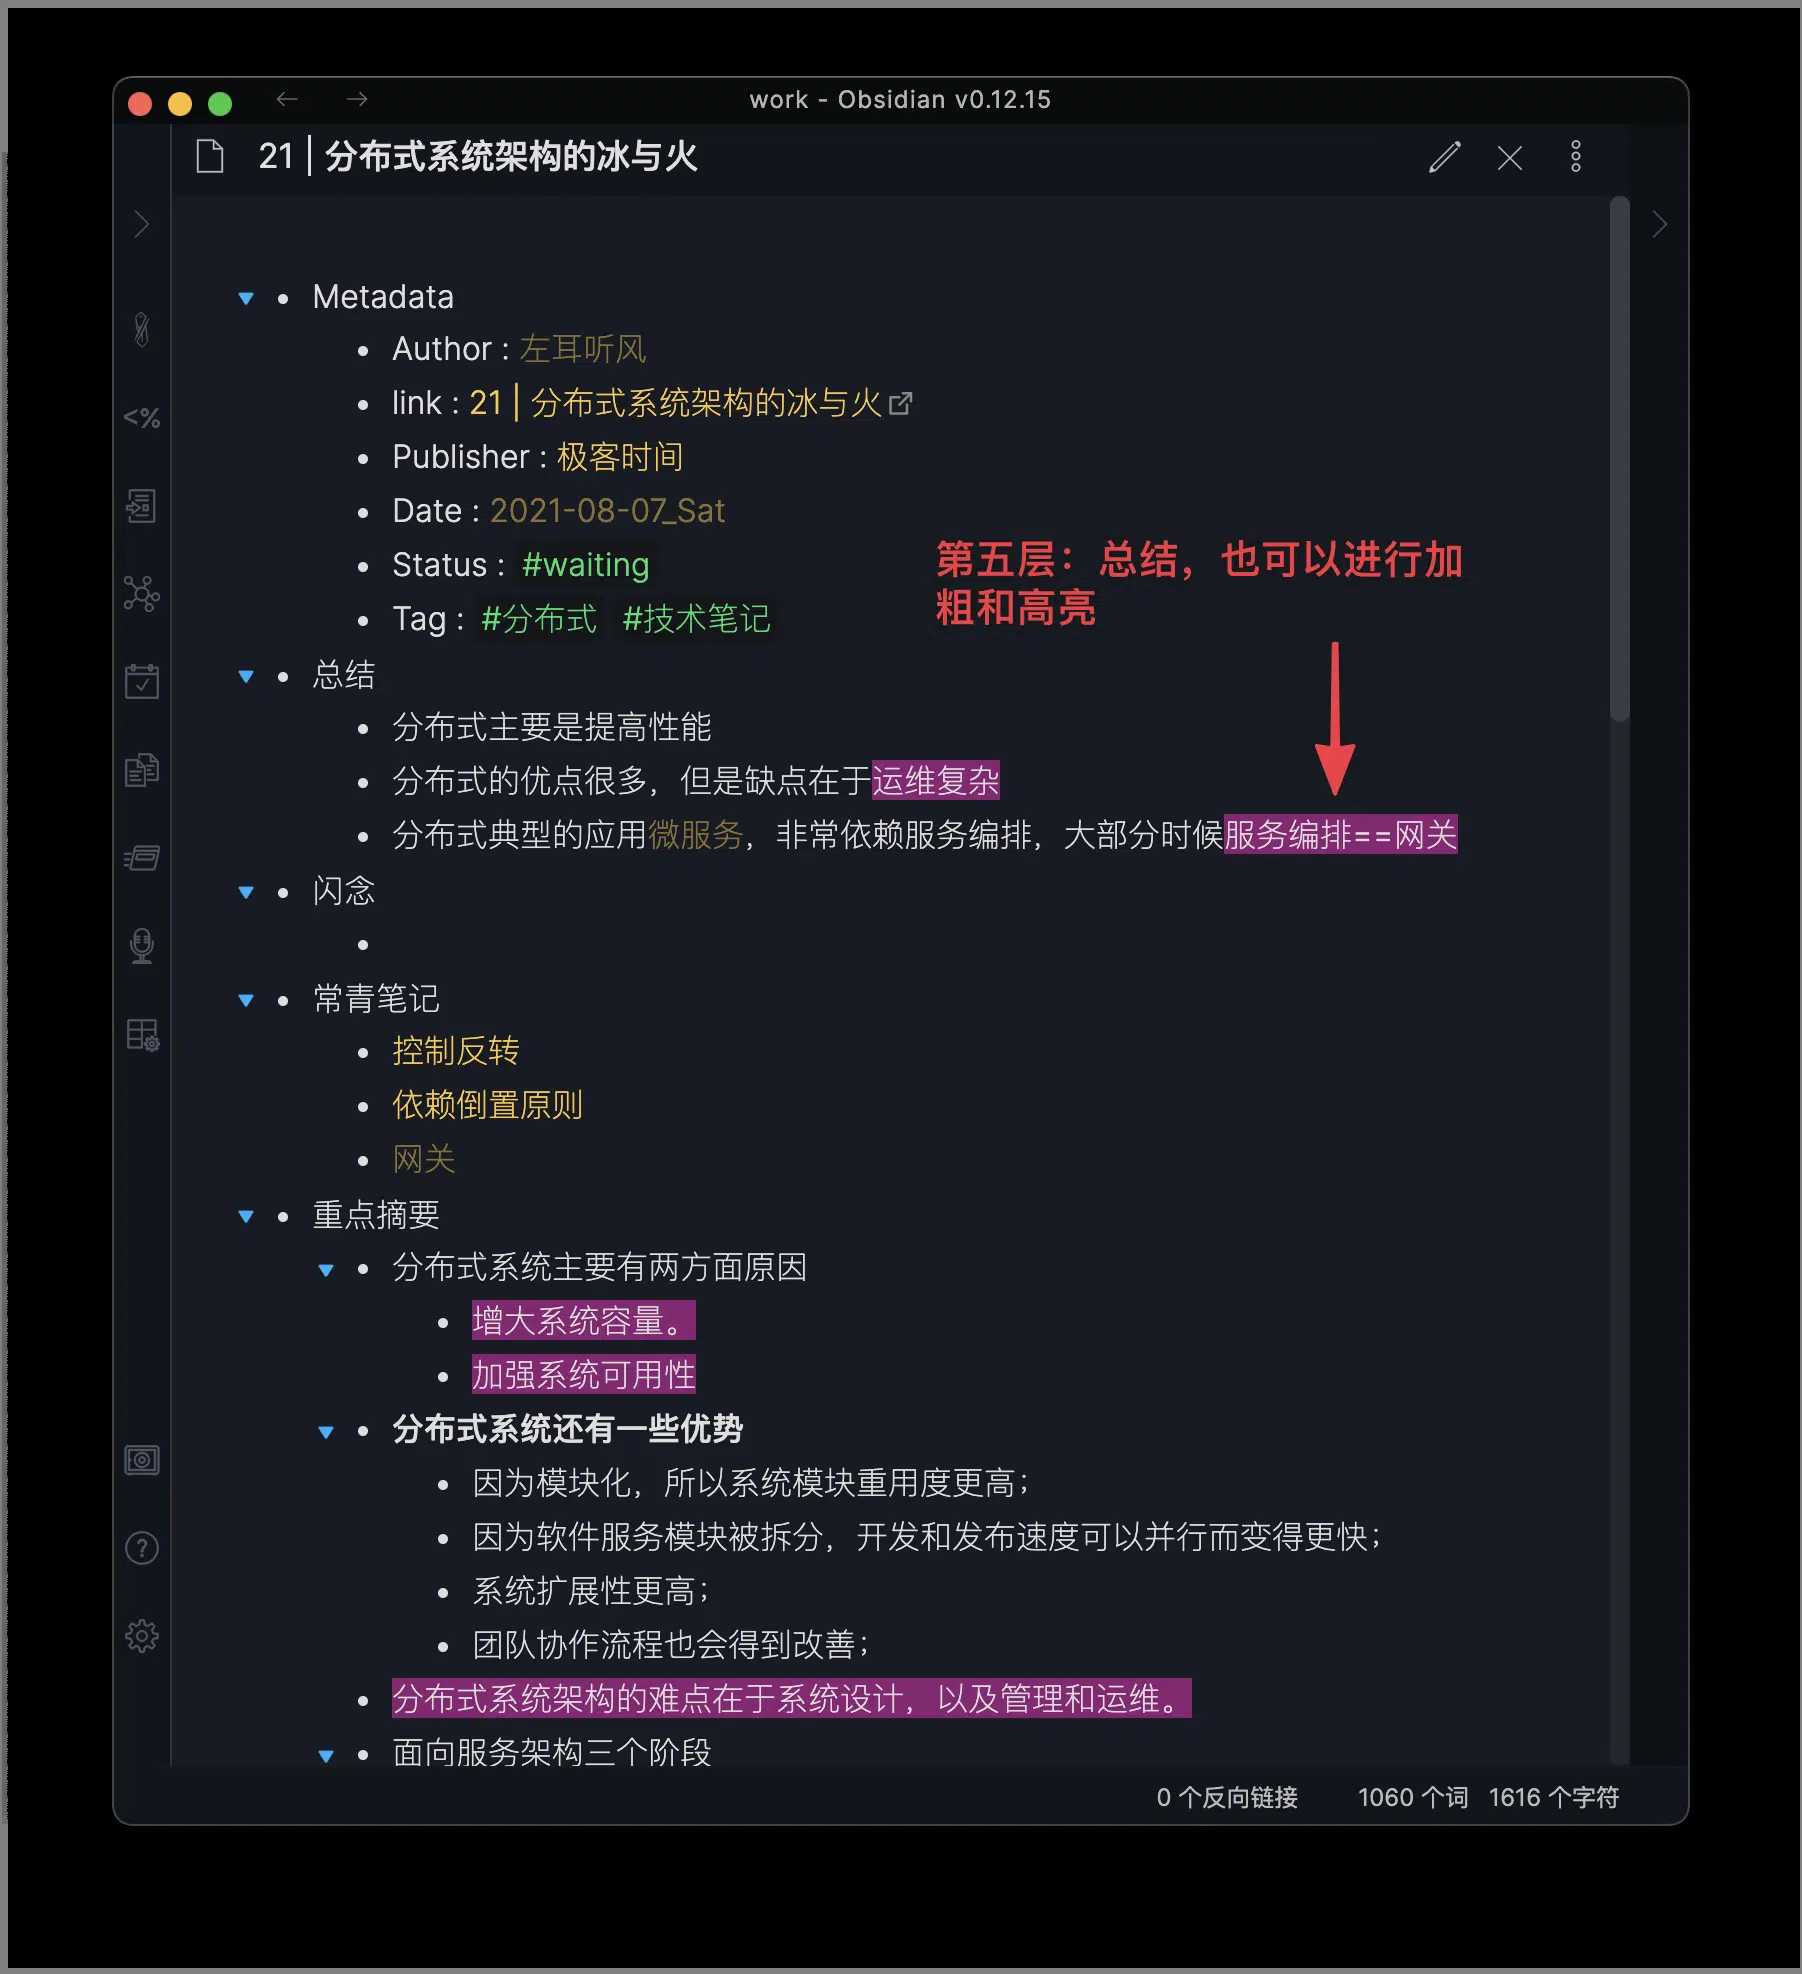 work - Obsidian v0.12.15
21 | 分布式系统架构的冰与火
Metadata
Author : 左耳听风
link : 21 | 分布式系统架构的冰与火
Publisher : 极客时间
Date : 2021-08-07_Sat
Status : #waiting
Tag : #分布式 #技术笔记
第五层：总结，也可以进行加
粗和高亮
总结
分布式主要是提高性能
分布式的优点很多，但是缺点在于运维复杂
分布式典型的应用微服务，非常依赖服务编排，大部分时候服务编排==网关
闪念
常青笔记
控制反转
依赖倒置原则
网关
重点摘要
分布式系统主要有两方面原因
增大系统容量。
加强系统可用性
分布式系统还有一些优势
因为模块化，所以系统模块重用度更高；
因为软件服务模块被拆分，开发和发布速度可以并行而变得更快；
系统扩展性更高；
团队协作流程也会得到改善；
分布式系统架构的难点在于系统设计，以及管理和运维。
面向服务架构三个阶段
0 个反向链接 1060 个词 1616 个字符
<%